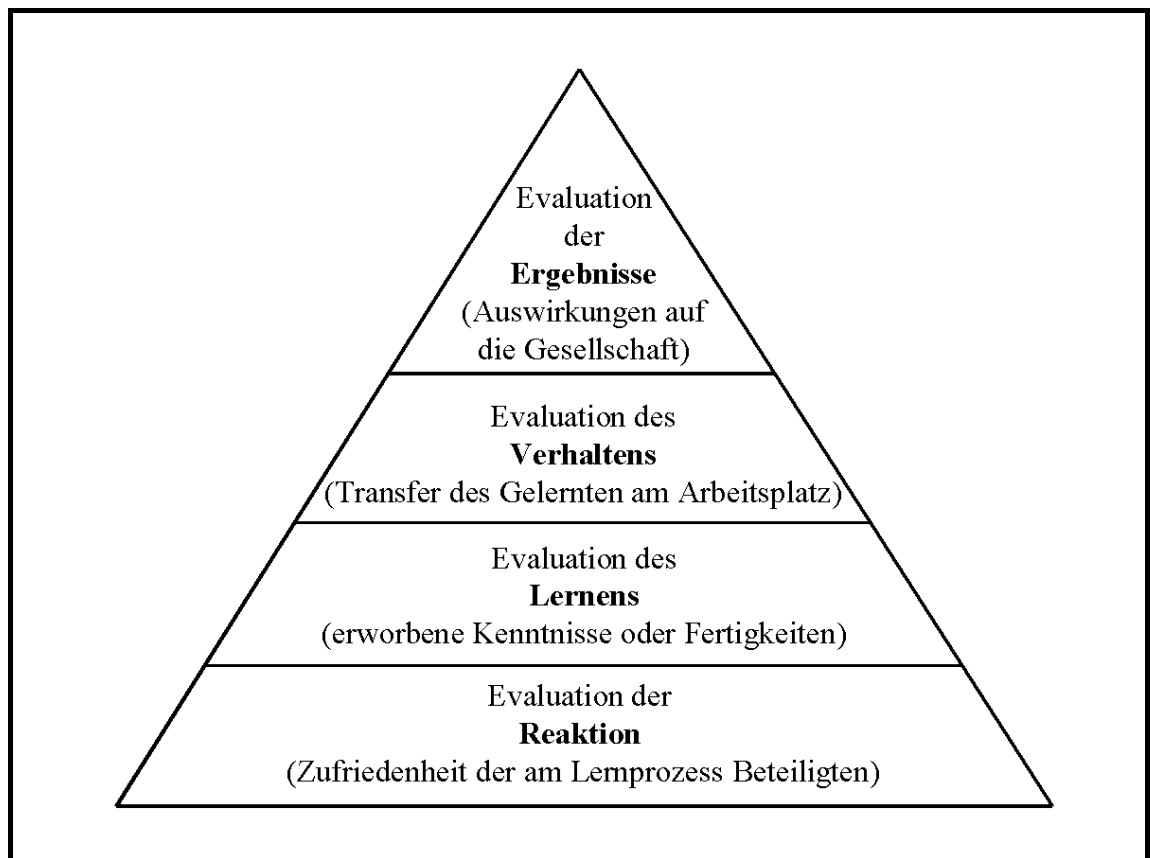 Evaluation
der
Ergebnisse
(Auswirkungen auf
die Gesellschaft)
Evaluation des
Verhaltens
(Transfer des Gelernten am Arbeitsplatz)
Evaluation des
Lernens
(erworbene Kenntnisse oder Fertigkeiten)
Evaluation der
Reaktion
(Zufriedenheit der am Lernprozess Beteiligten)